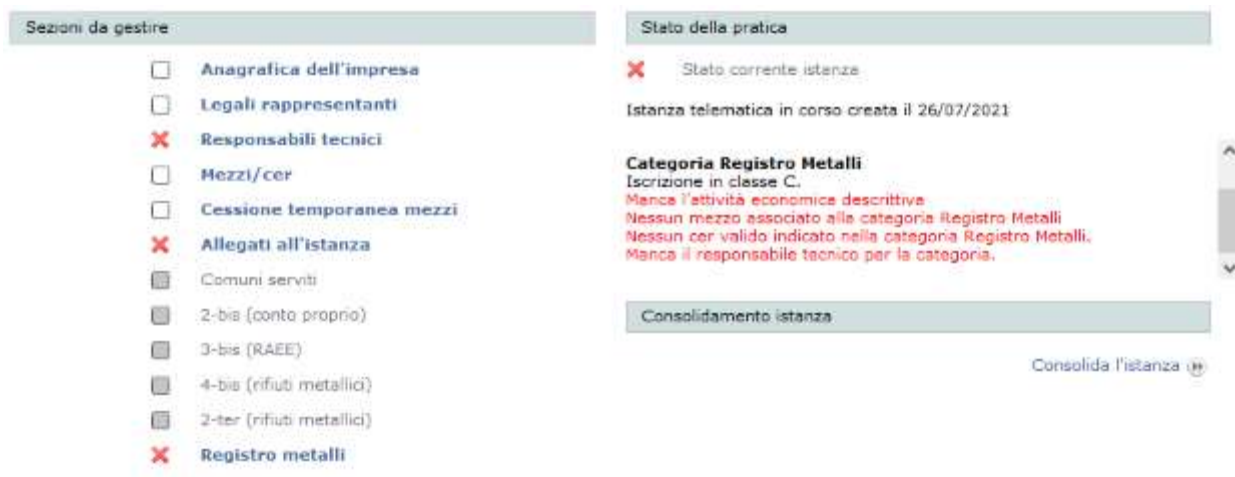 Sezioni da gestire
Anagrafica dell'impresa
Legali rappresentanti
Responsabili tecnici
Mezzi/cer
Cessione temporanea mezzi
Allegati all'istanza
Comuni serviti
2-bis (conto proprio)
3-bis (RAEE)
4-bis (rifiuti metallici)
2-ter (rifiuti metallici)
Registro metalli
Stato della pratica
Stato corrente istanza
Istanza telematica in corso creata il 26/07/2021
Categoria Registro Metalli
Iscrizione in classe C.
Manca l'attività economica descrittiva
Nessun mezzo associato alla categoria Registro Metalli
Nessun cer valido indicato nella categoria Registro Metalli.
Manca il responsabile tecnico per la categoria.
Consolidamento istanza
Consolida l'istanza